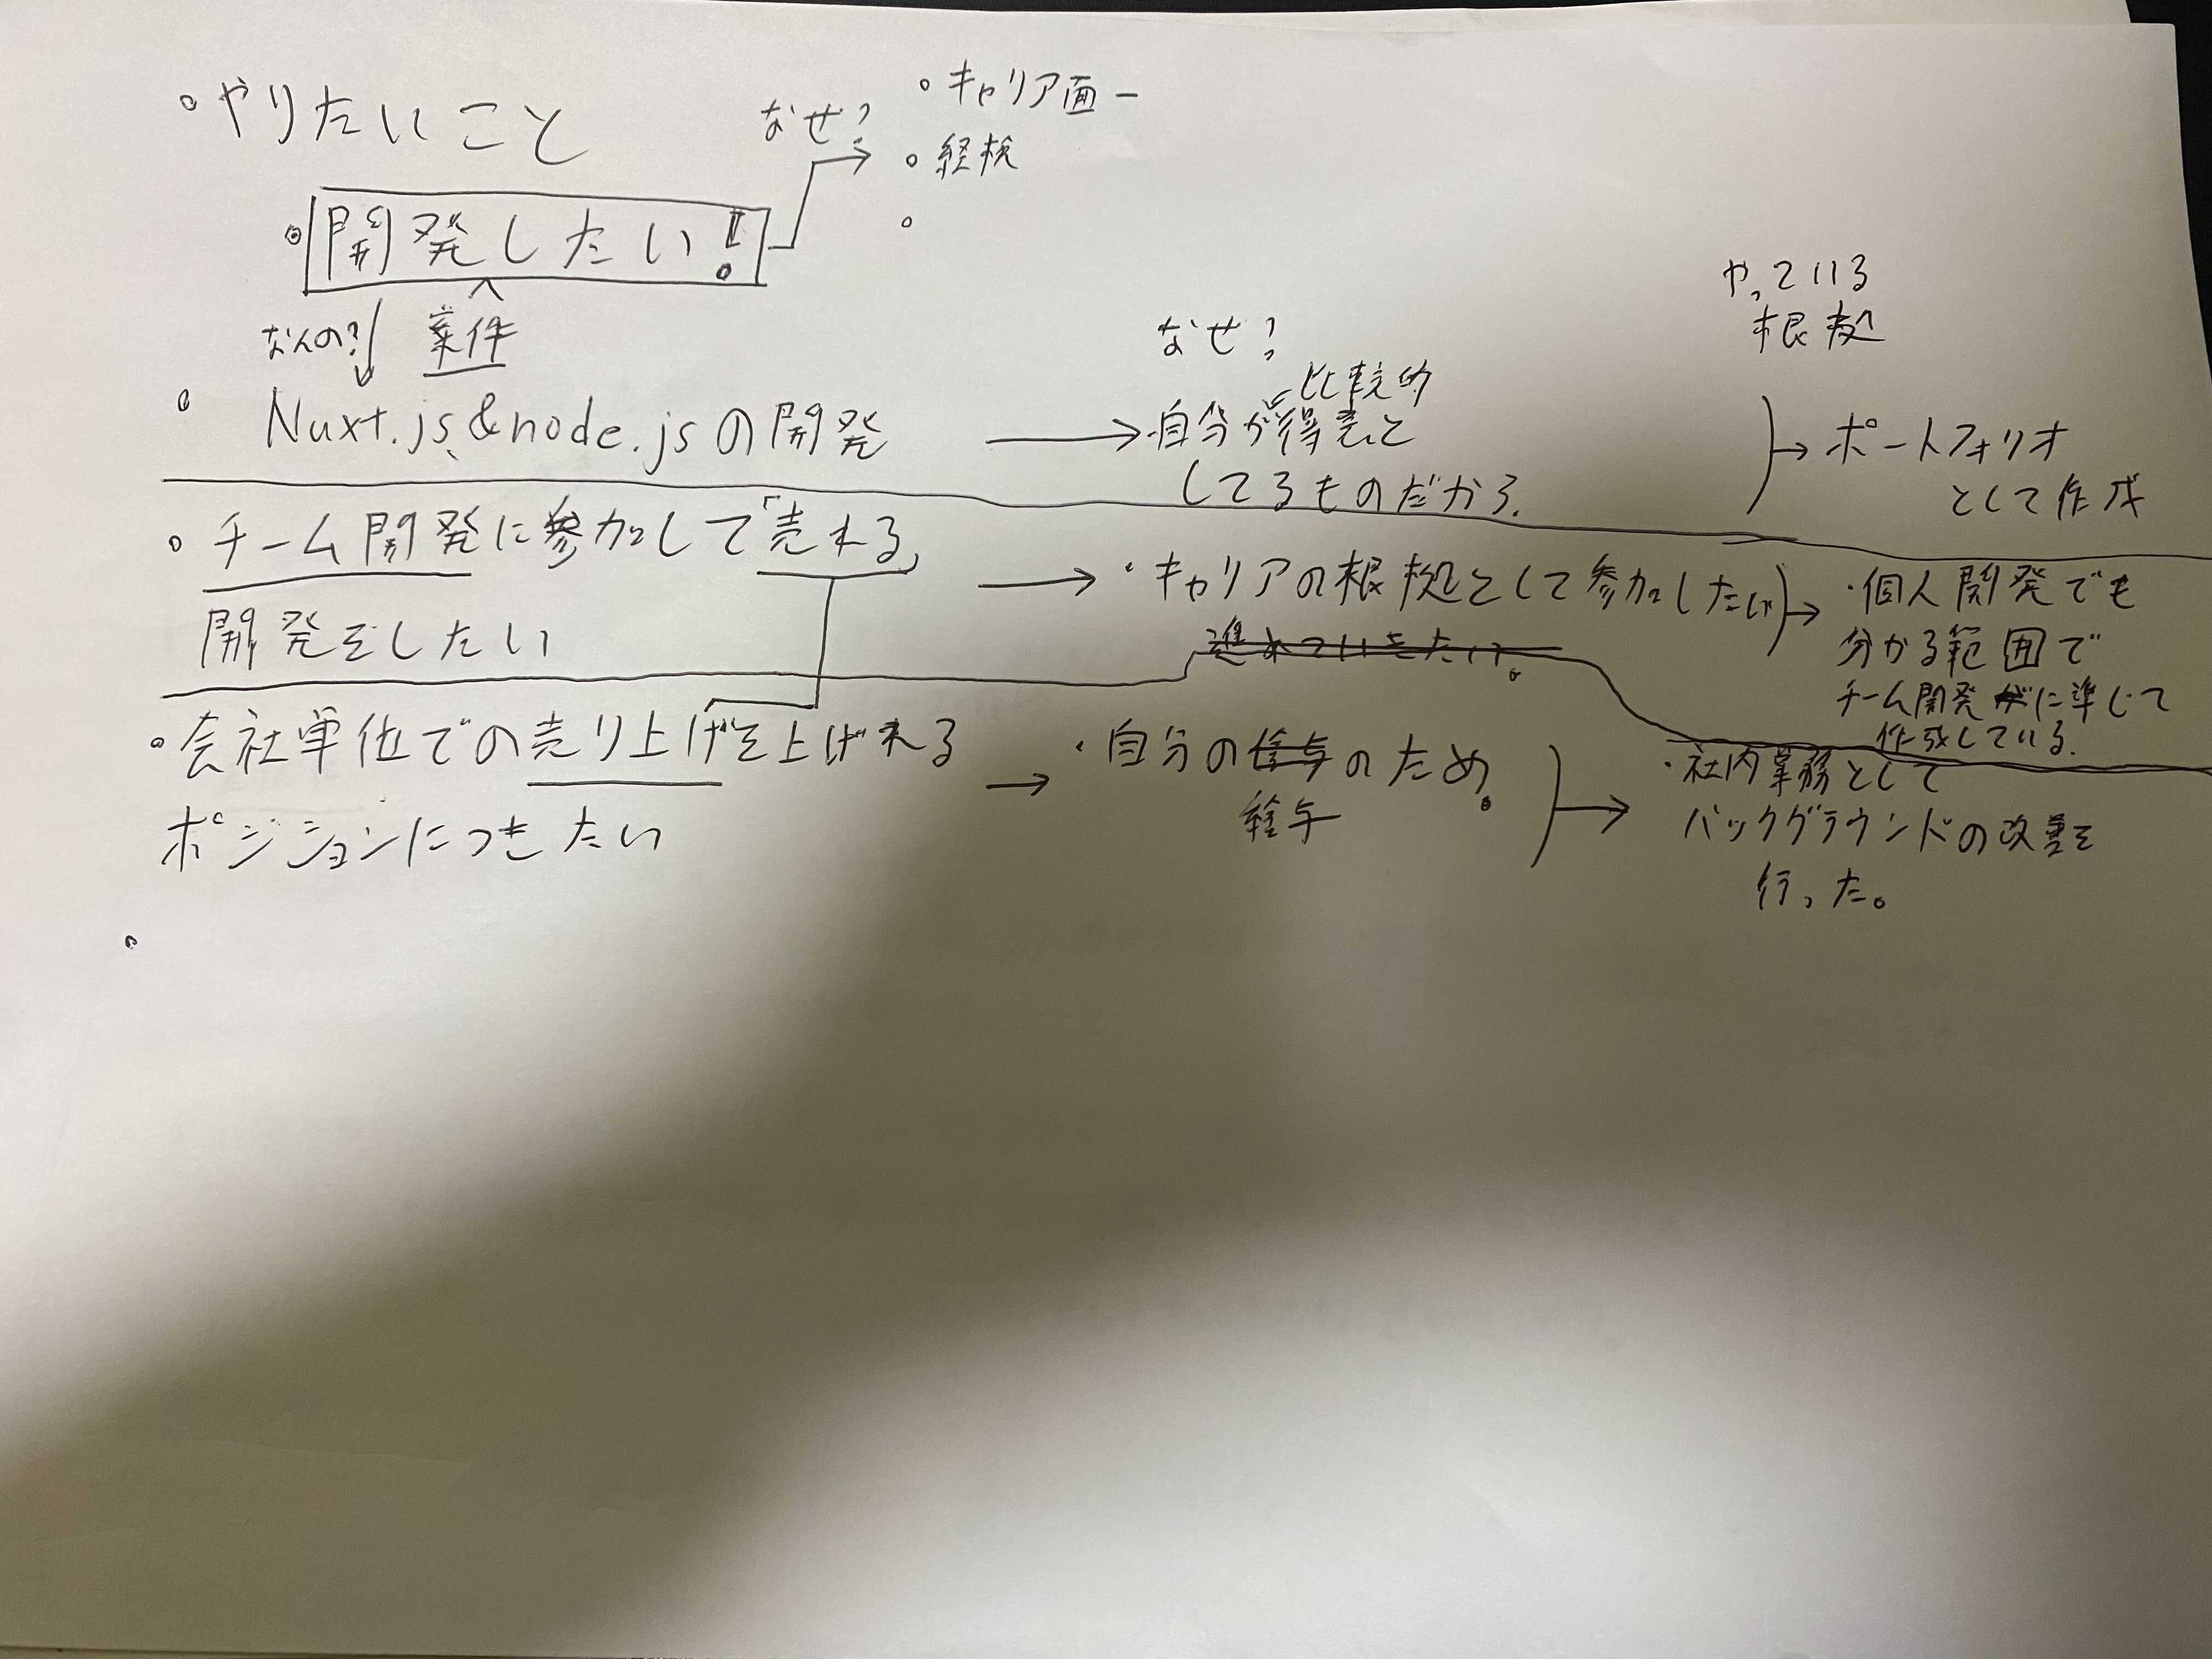 やりたいこと
なぜ?
キャリア面ー
経検
開発したい!
なんの?
案件
Nuxt.js&node.jsの開発
なぜ?
比較的
自分が得意と
してるものだから.
やっている
根拠
ポートフォリオ
として作成
チーム開発に参加して「売れる」
開発をしたい
キャリアの根拠として参加したい
進めていきたい。
個人開発でも
分かる範囲で
チーム開発に準じて
作成している.
会社単位での売り上げを上げれる
ポジションにつきたい
自分ののため。
給与
社内業務として
バックグラウンドの改善を
行った。